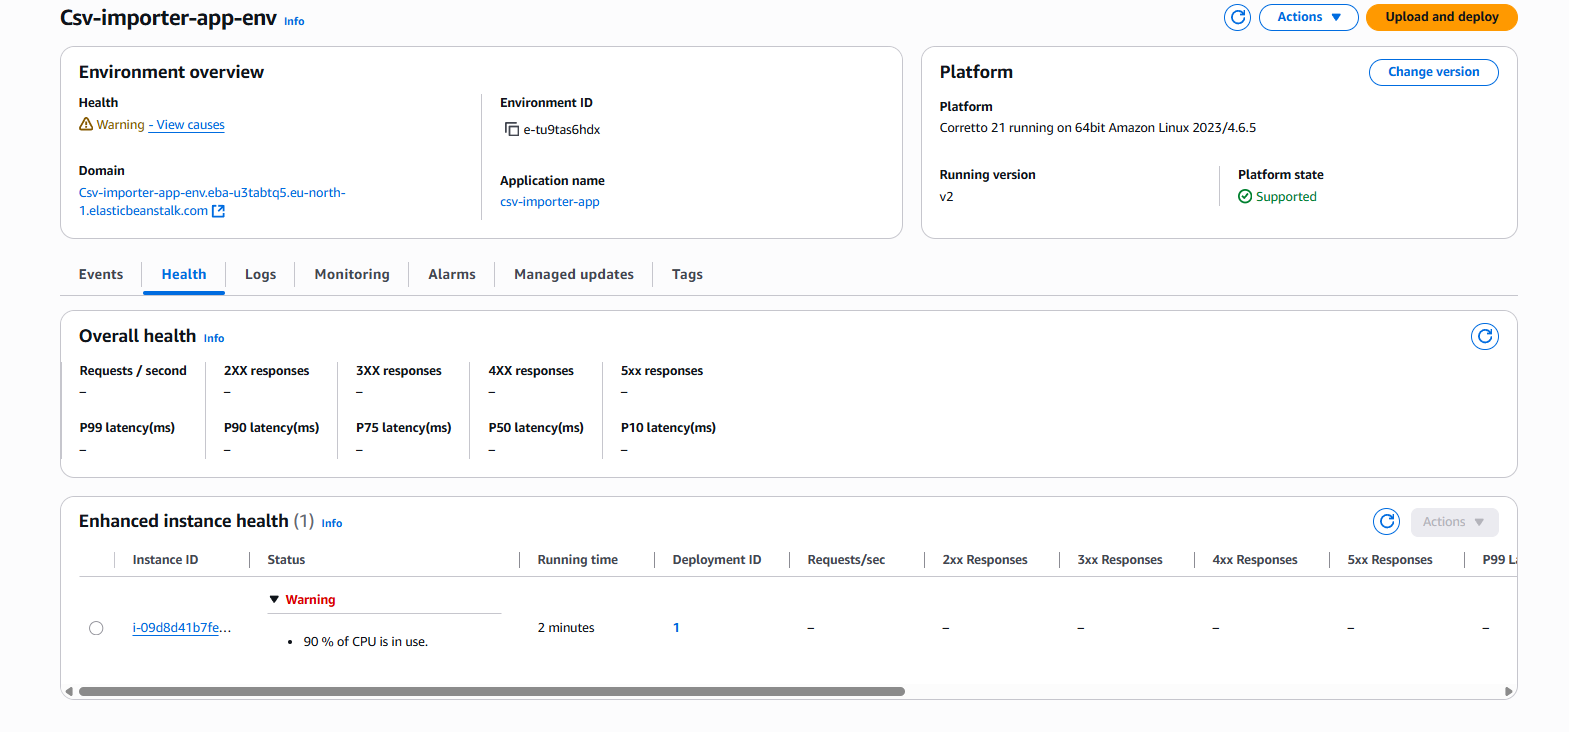 Csv-importer-app-env Info
Actions
Upload and deploy
Environment overview
Health
Warning - View causes
Domain
Csv-importer-app-env.eba-u3tabtq5.eu-north-
1.elasticbeanstalk.com
Environment ID
e-tu9tas6hdx
Application name
csv-importer-app
Platform
Change version
Platform
Corretto 21 running on 64bit Amazon Linux 2023/4.6.5
Running version
v2
Platform state
Supported
Events Health Logs Monitoring Alarms Managed updates Tags
Overall health Info
Requests / second 2XX responses 3XX responses 4XX responses 5xx responses
– – – – –
P99 latency(ms) P90 latency(ms) P75 latency(ms) P50 latency(ms) P10 latency(ms)
– – – – –
Enhanced instance health (1) Info
Actions
Instance ID Status Running time Deployment ID Requests/sec 2xx Responses 3xx Responses 4xx Responses 5xx Responses P99 L
Warning
i-09d8d41b7fe... 2 minutes 1 – – – – – –
• 90 % of CPU is in use.